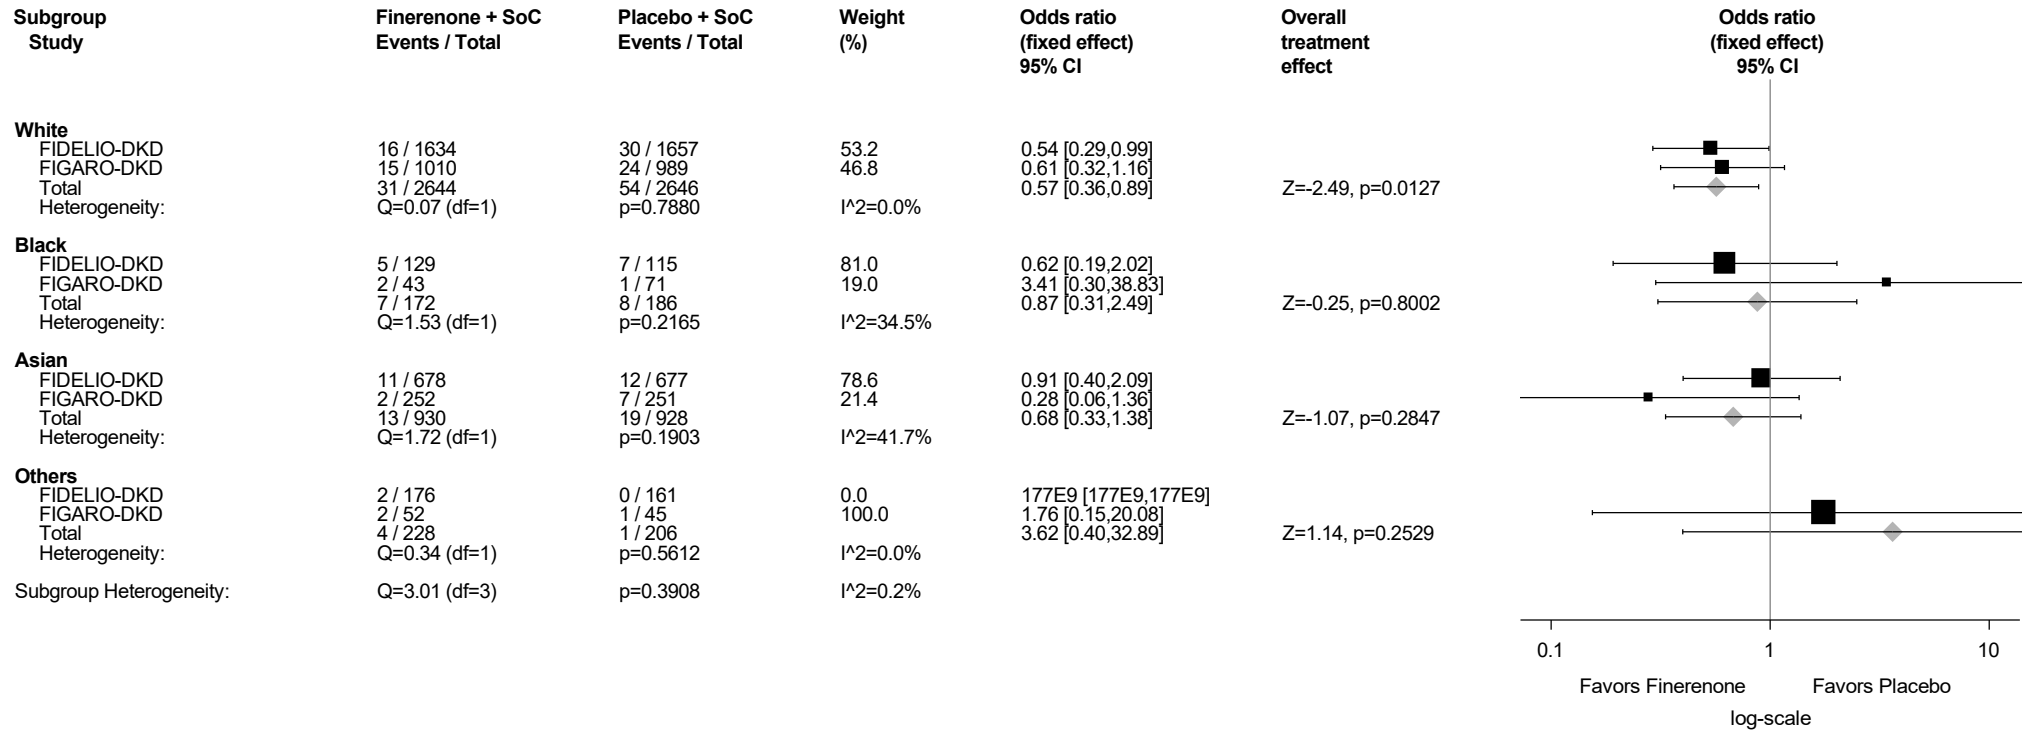 Subgroup Finerenone + SoC Placebo + SoC Weight Odds ratio Overall Odds ratio
Study Events / Total Events / Total (%) (fixed effect) treatment (fixed effect)
95% CI effect 95% CI
White
FIDELIO-DKD 16 / 1634 30 / 1657 53.2 0.54 [0.29,0.99]
FIGARO-DKD 15 / 1010 24 / 989 46.8 0.61 [0.32,1.16]
Total 31 / 2644 54 / 2646 0.57 [0.36,0.89] Z=-2.49, p=0.0127
Heterogeneity: Q=0.07 (df=1) p=0.7880 I^2=0.0%
Black
FIDELIO-DKD 5 / 129 7 / 115 81.0 0.62 [0.19,2.02]
FIGARO-DKD 2 / 43 1 / 71 19.0 3.41 [0.30,38.83]
Total 7 / 172 8 / 186 0.87 [0.31,2.49] Z=-0.25, p=0.8002
Heterogeneity: Q=1.53 (df=1) p=0.2165 I^2=34.5%
Asian
FIDELIO-DKD 11 / 678 12 / 677 78.6 0.91 [0.40,2.09]
FIGARO-DKD 2 / 252 7 / 251 21.4 0.28 [0.06,1.36]
Total 13 / 930 19 / 928 0.68 [0.33,1.38] Z=-1.07, p=0.2847
Heterogeneity: Q=1.72 (df=1) p=0.1903 I^2=41.7%
Others
FIDELIO-DKD 2 / 176 0 / 161 0.0 177E9 [177E9,177E9]
FIGARO-DKD 2 / 52 1 / 45 100.0 1.76 [0.15,20.08]
Total 4 / 228 1 / 206 3.62 [0.40,32.89] Z=1.14, p=0.2529
Heterogeneity: Q=0.34 (df=1) p=0.5612 I^2=0.0%
Subgroup Heterogeneity: Q=3.01 (df=3) p=0.3908 I^2=0.2%
0.1 1 10
Favors Finerenone Favors Placebo
log-scale